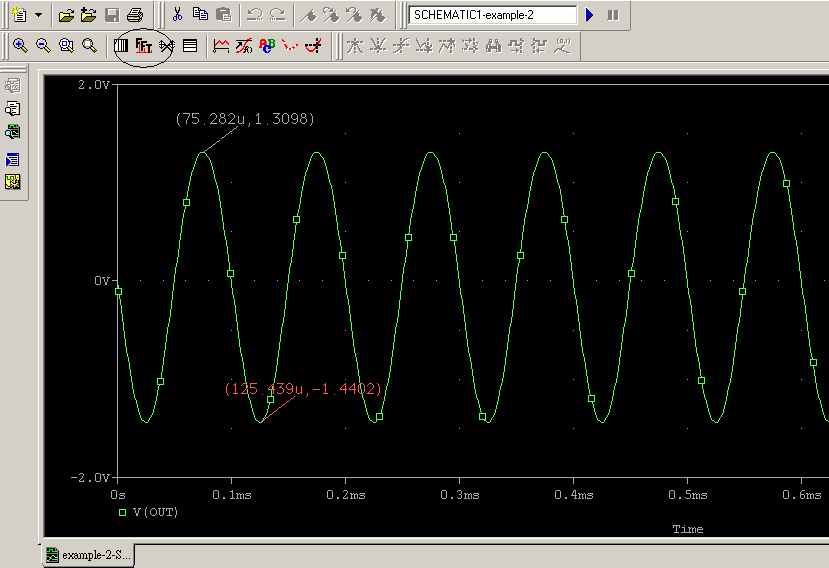 SCHEMATIC1-example-2
FFT
2.0V
(75.282u,1.3098)
0V
(125.439u,-1.4402)
-2.0V
0s 0.1ms 0.2ms 0.3ms 0.4ms 0.5ms 0.6ms
V(OUT)
Time
example-2-S...